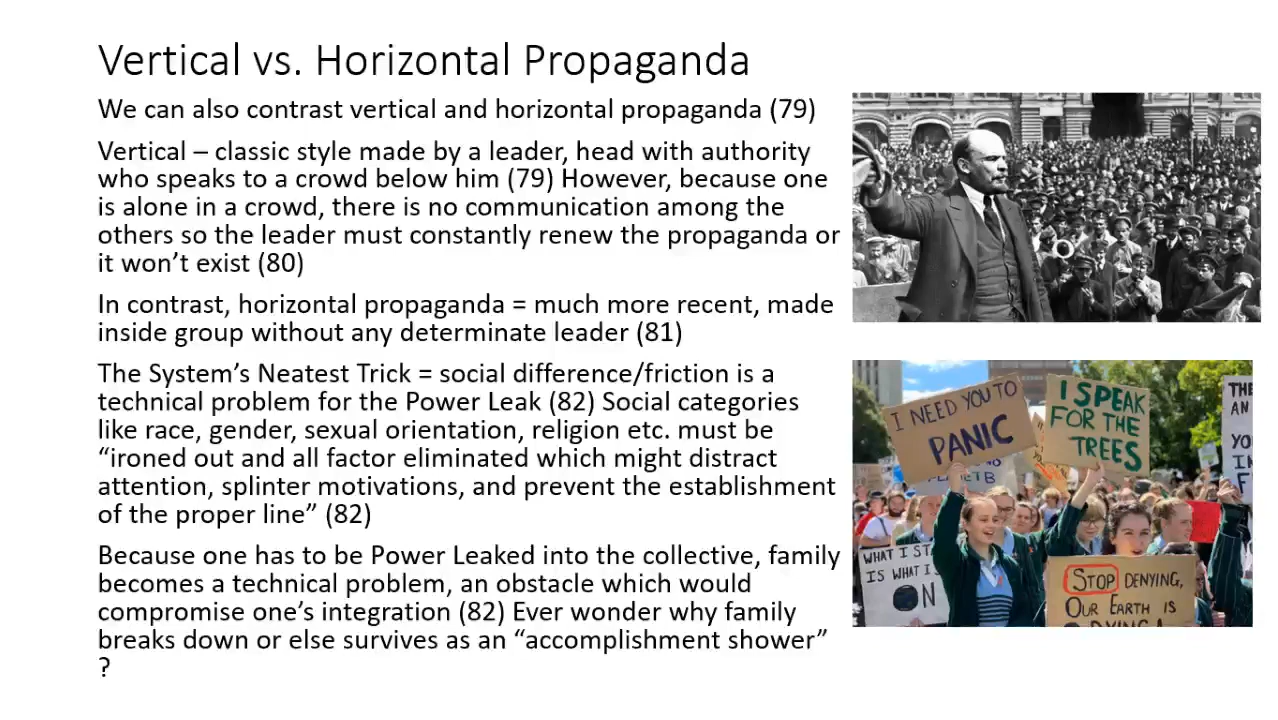 Vertical vs. Horizontal Propaganda
We can also contrast vertical and horizontal propaganda (79)
Vertical – classic style made by a leader, head with authority
who speaks to a crowd below him (79) However, because one
is alone in a crowd, there is no communication among the
others so the leader must constantly renew the propaganda or
it won’t exist (80)
In contrast, horizontal propaganda = much more recent, made
inside group without any determinate leader (81)
The System’s Neatest Trick = social difference/friction is a
technical problem for the Power Leak (82) Social categories
like race, gender, sexual orientation, religion etc. must be
“ironed out and all factor eliminated which might distract
attention, splinter motivations, and prevent the establishment
of the proper line” (82)
Because one has to be Power Leaked into the collective, family
becomes a technical problem, an obstacle which would
compromise one’s integration (82) Ever wonder why family
breaks down or else survives as an “accomplishment shower”
?
I NEED YOU TO
PANIC
I SPEAK
FOR THE
TREES
THE
AN
YO
WHAT I
IS WHAT I
ON
STOP DENYING,
OUR EARTH IS